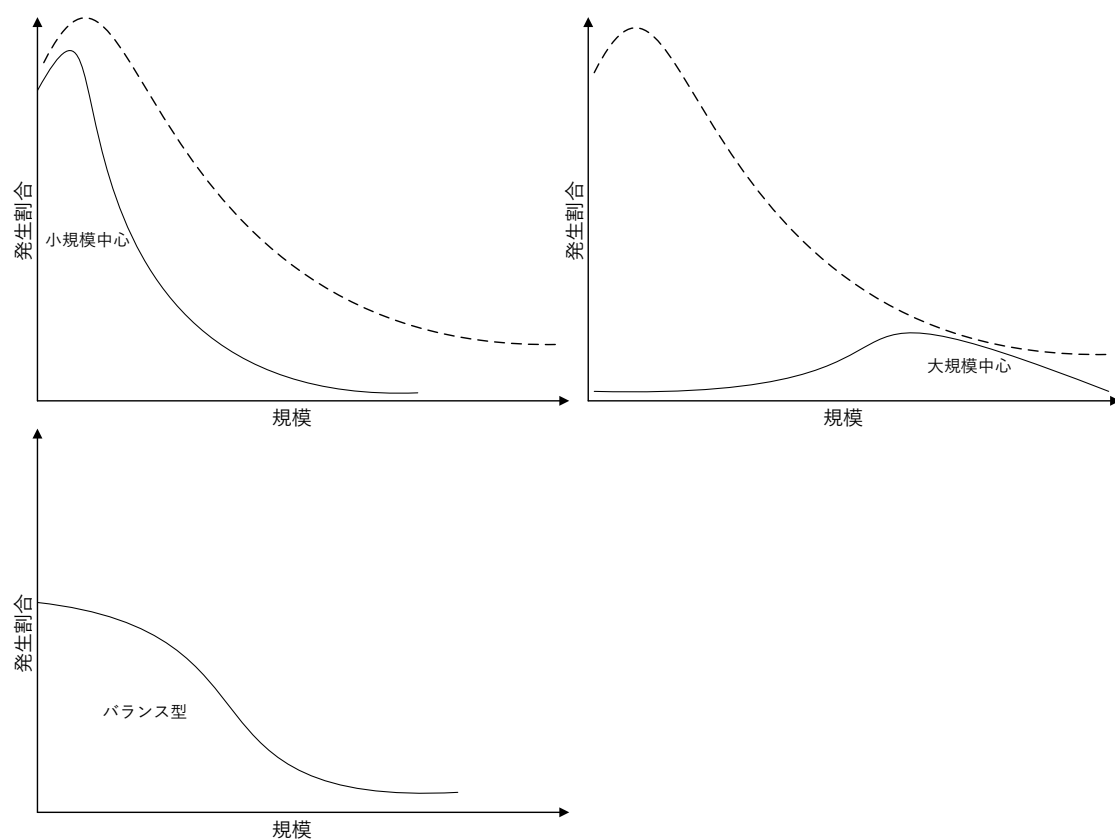 発生割合
小規模中心
規模
発生割合
大規模中心
規模
発生割合
バランス型
規模